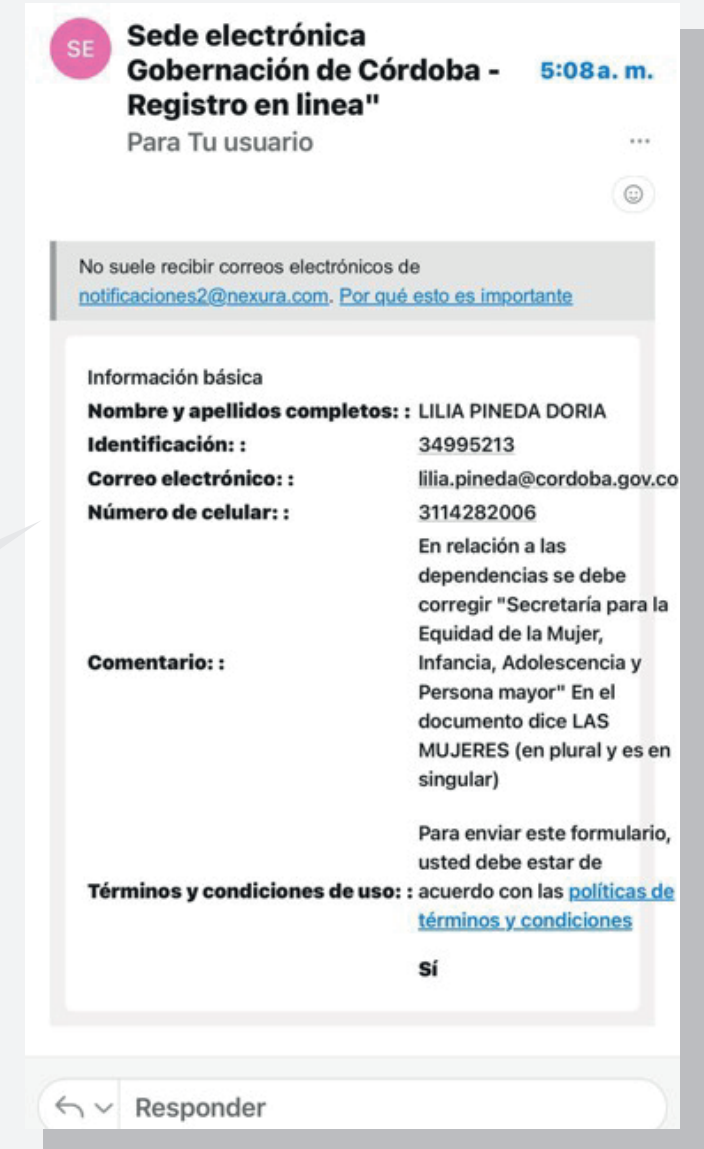 SE
Sede electrónica
Gobernación de Córdoba -
Registro en linea"
5:08 a. m.
Para Tu usuario
...
No suele recibir correos electrónicos de
notificaciones2@nexura.com. Por qué esto es importante
Información básica
Nombre y apellidos completos: : LILIA PINEDA DORIA
Identificación: : 34995213
Correo electrónico: : lilia.pineda@cordoba.gov.co
Número de celular: : 3114282006
Comentario: :
En relación a las
dependencias se debe
corregir "Secretaría para la
Equidad de la Mujer,
Infancia, Adolescencia y
Persona mayor" En el
documento dice LAS
MUJERES (en plural y es en
singular)
Términos y condiciones de uso: :
Para enviar este formulario,
usted debe estar de
acuerdo con las políticas de
términos y condiciones
Sí
Responder